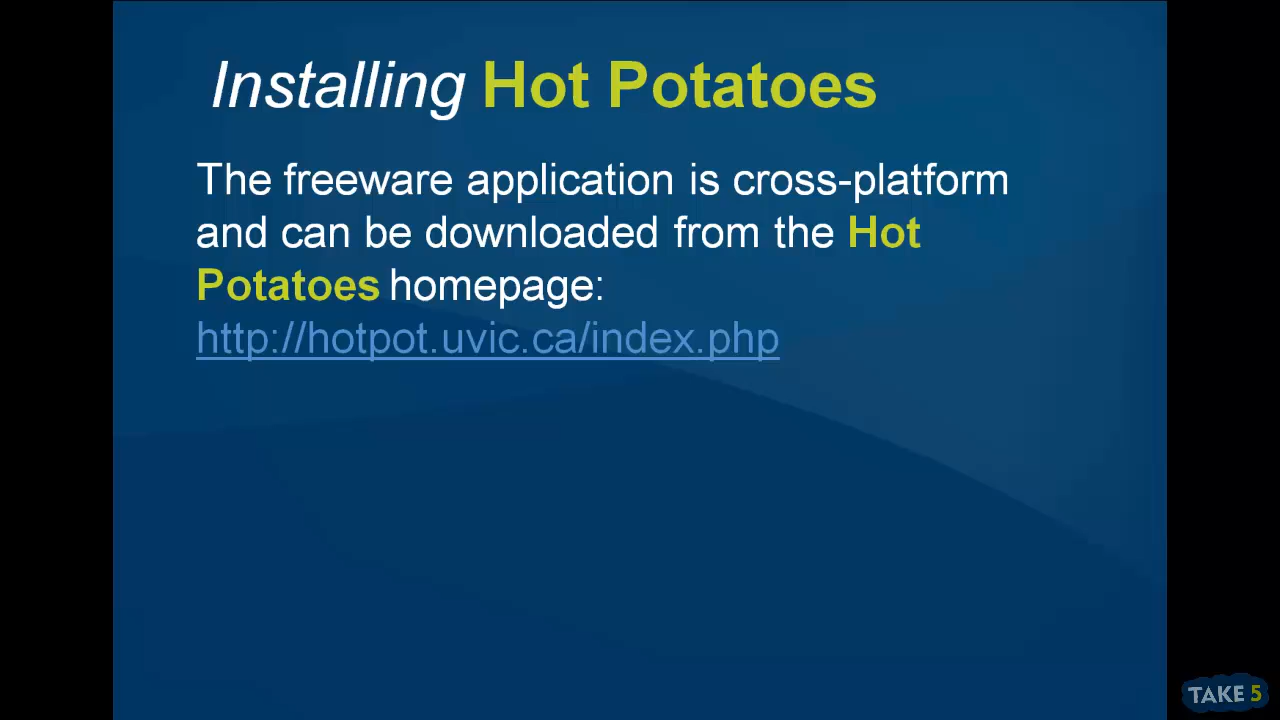 Installing Hot Potatoes
The freeware application is cross-platform
and can be downloaded from the Hot
Potatoes homepage:
http://hotpot.uvic.ca/index.php
TAKE 5